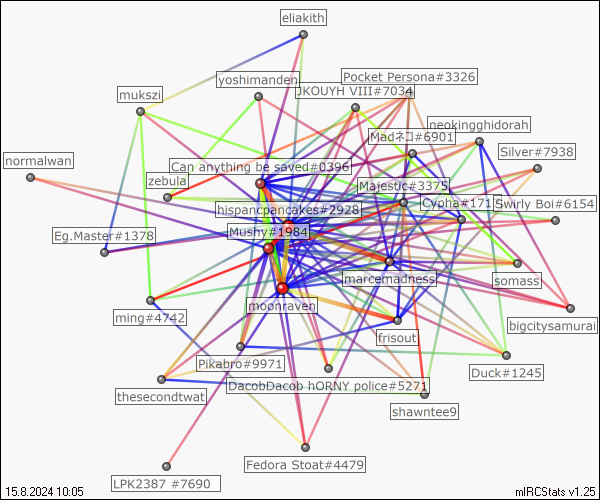 eliakith
yoshimanden
Pocket Persona#3326
JKOUYH VIII#7034
mukszi
neokingghidorah
Madネコ#6901
Silver#7938
normalwan
Can anything be saved#0396
zebula
Majestic#3375
hispancpancakes#2928
Cypha#171
Swirly Boi#6154
Eg.Master#1378
Mushy#1984
marcemadness
somass
ming#4742
moonraven
bigcitysamurai
frisout
Pikabro#9971
Duck#1245
DacobDacob hORNY police#5271
thesecondtwat
shawntee9
Fedora Stoat#4479
LPK2387 #7690
15.8.2024 10:05
mIRCStats v1.25